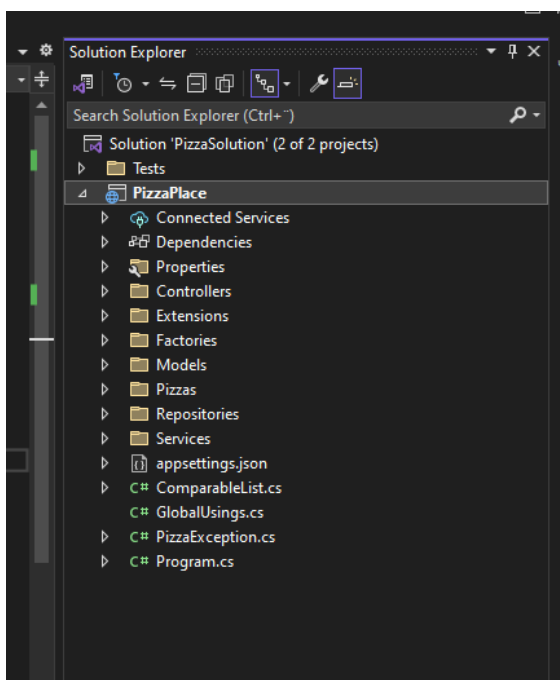 Solution Explorer
Search Solution Explorer (Ctrl+¨)
Solution 'PizzaSolution' (2 of 2 projects)
Tests
PizzaPlace
Connected Services
Dependencies
Properties
Controllers
Extensions
Factories
Models
Pizzas
Repositories
Services
appsettings.json
C# ComparableList.cs
C# GlobalUsings.cs
C# PizzaException.cs
C# Program.cs